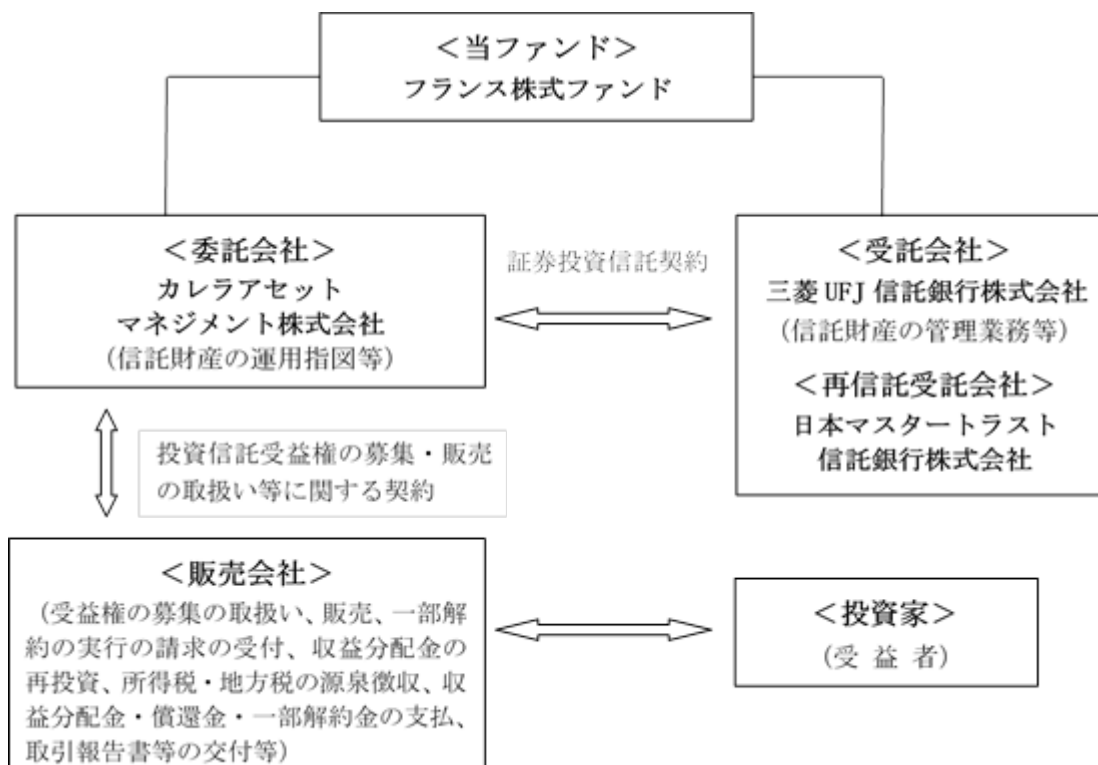 ＜当ファンド＞
フランス株式ファンド
＜委託会社＞
カレラアセット
マネジメント株式会社
（信託財産の運用指図等）
証券投資信託契約
＜受託会社＞
三菱 UFJ 信託銀行株式会社
（信託財産の管理業務等）
＜再信託受託会社＞
日本マスタートラスト
信託銀行株式会社
投資信託受益権の募集・販売
の取扱い等に関する契約
＜販売会社＞
（受益権の募集の取扱い、販売、一部解
約の実行の請求の受付、収益分配金の
再投資、所得税・地方税の源泉徴収、収
益分配金・償還金・一部解約金の支払、
取引報告書等の交付等）
＜投資家＞
（受 益 者）